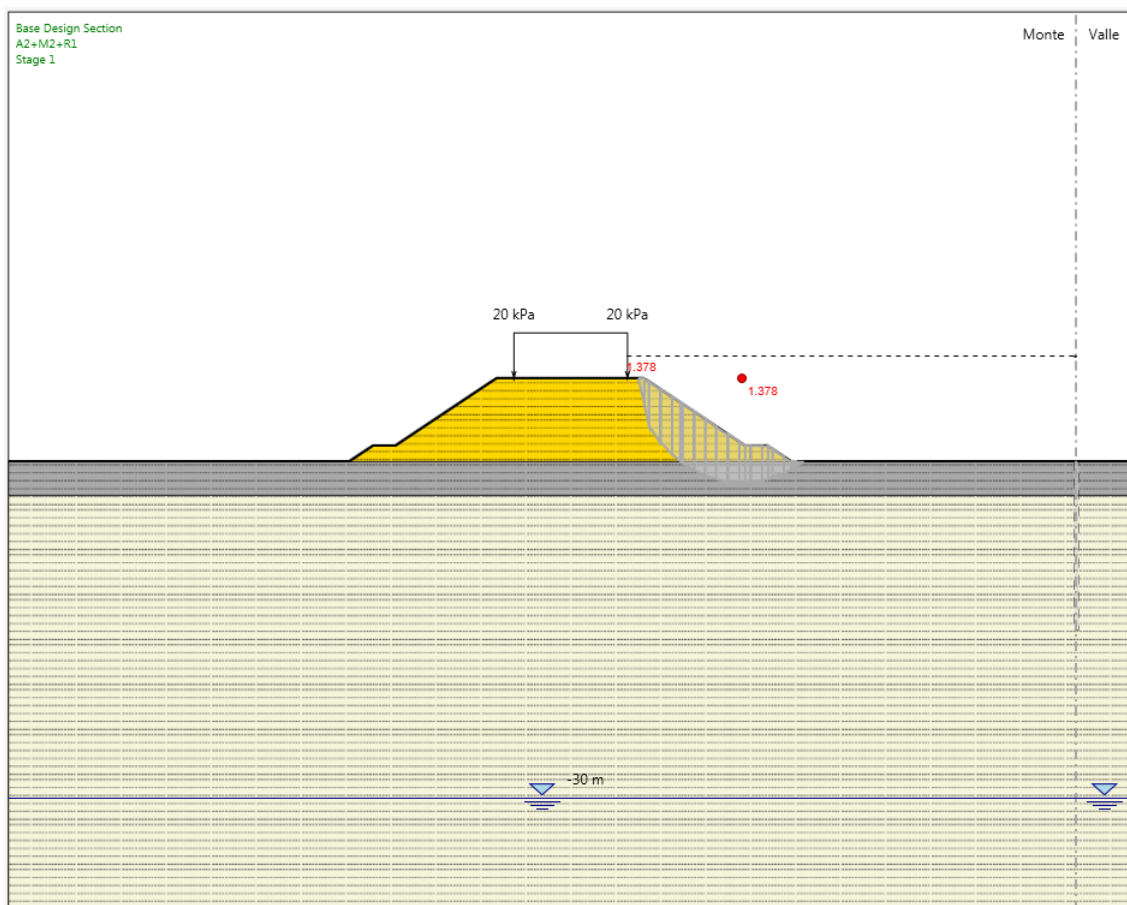 Base Design Section
A2+M2+R1
Stage 1
Monte
Valle
20 kPa
20 kPa
1.378
1.378
-30 m